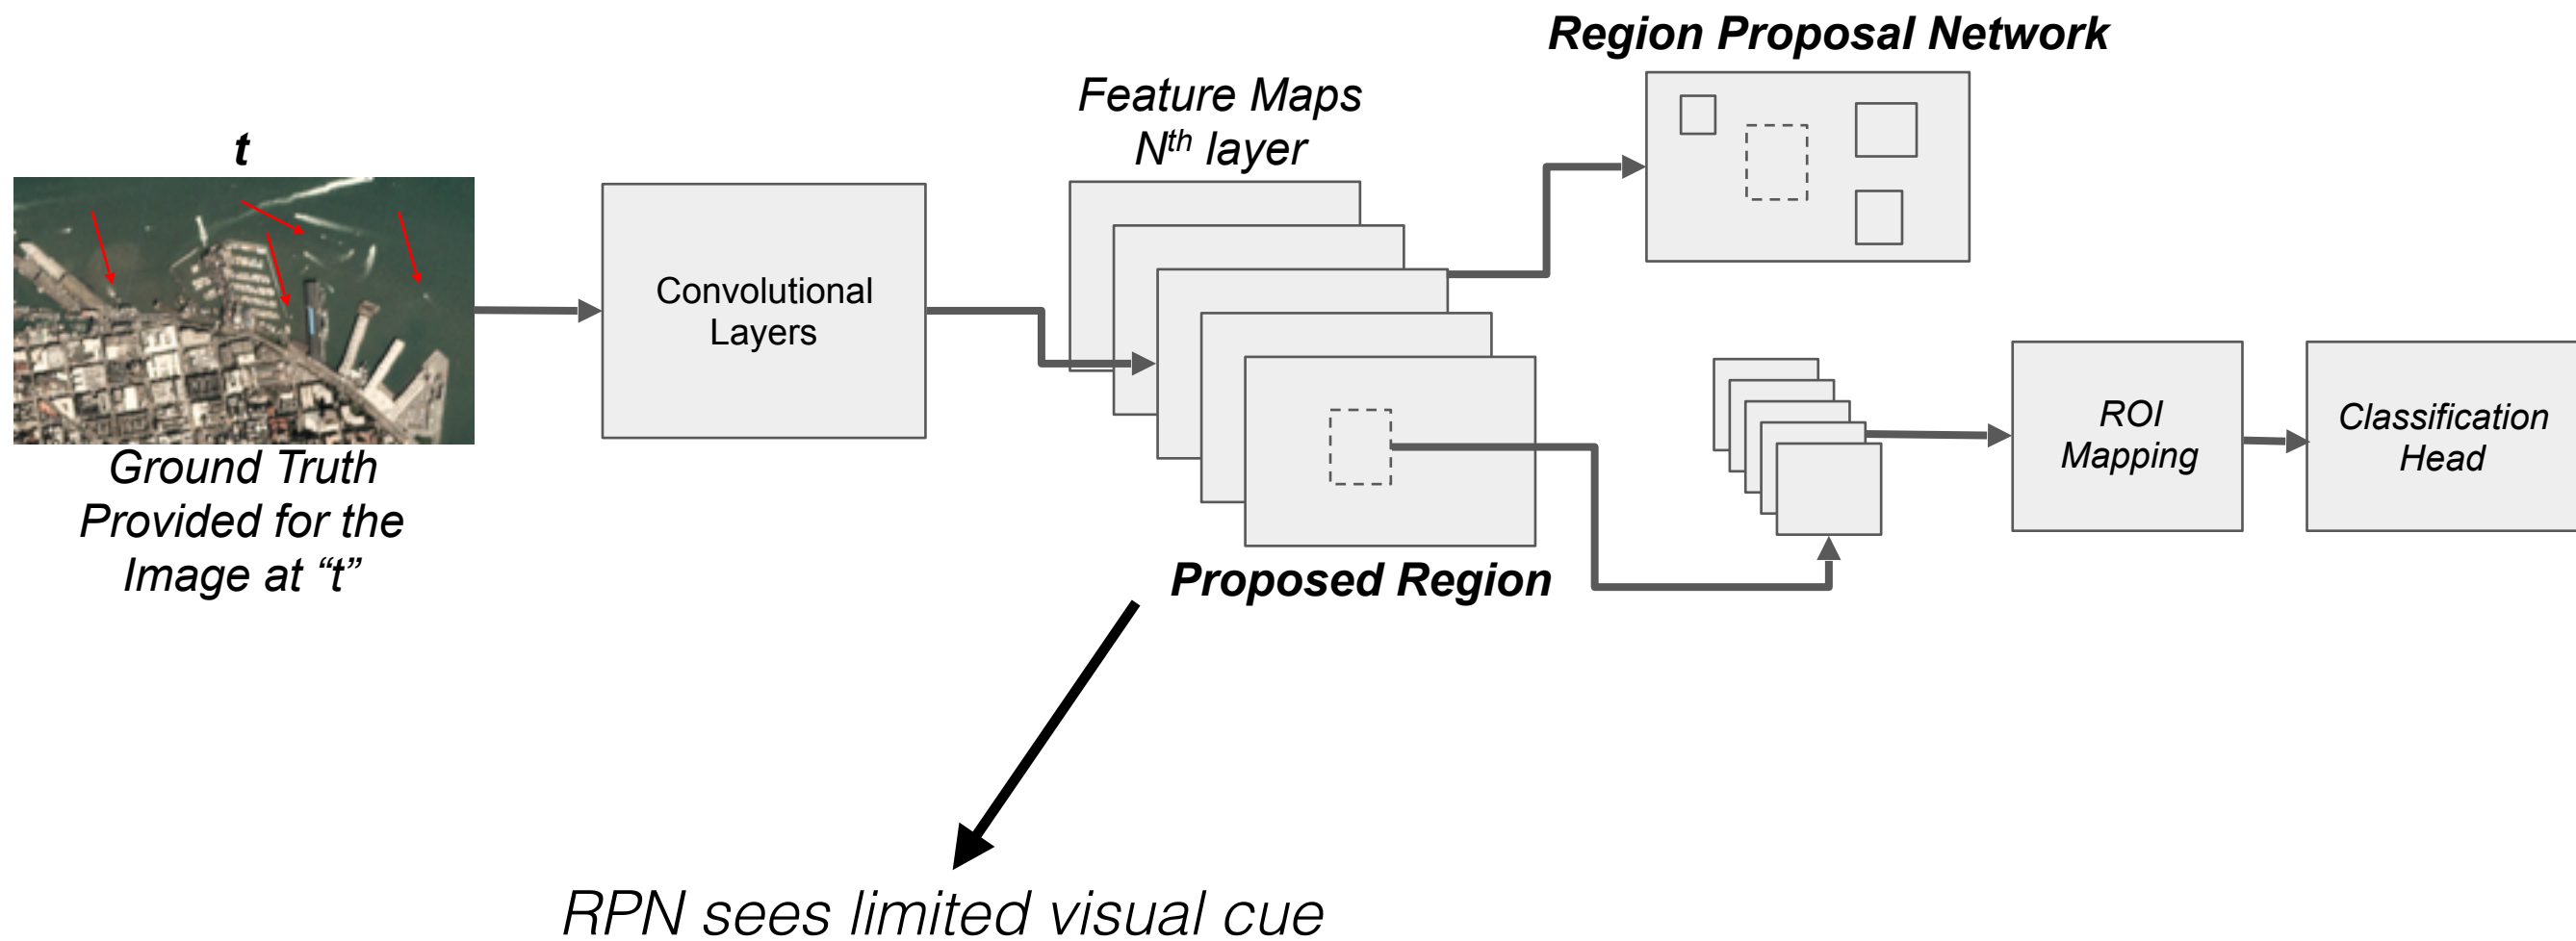 Region Proposal Network
Feature Maps
Nth layer
t
Convolutional
Layers
Ground Truth
Provided for the
Image at “t”
ROI
Mapping
Classification
Head
Proposed Region
RPN sees limited visual cue